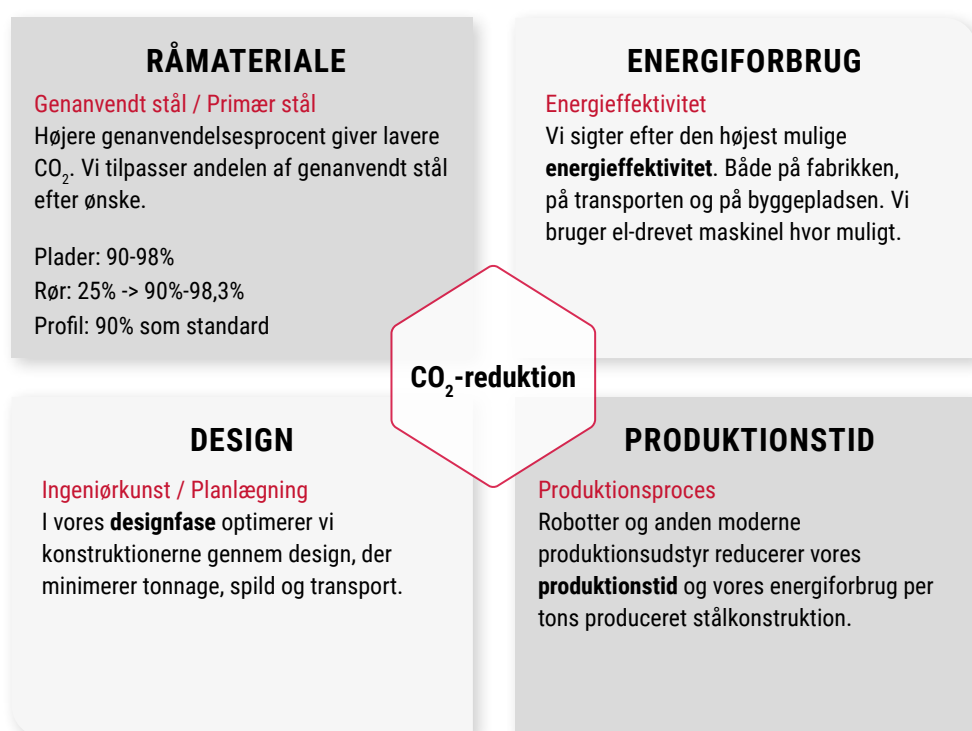 RÅMATERIALE
Genanvendt stål / Primær stål
Højere genanvendelsesprocent giver lavere
CO₂. Vi tilpasser andelen af genanvendt stål
efter ønske.
Plader: 90-98%
Rør: 25% -> 90%-98,3%
Profil: 90% som standard
ENERGIFORBRUG
Energieffektivitet
Vi sigter efter den højest mulige
energieffektivitet. Både på fabrikken,
på transporten og på byggepladsen. Vi
bruger el-drevet maskinel hvor muligt.
CO₂-reduktion
DESIGN
Ingeniørkunst / Planlægning
I vores designfase optimerer vi
konstruktionerne gennem design, der
minimerer tonnage, spild og transport.
PRODUKTIONSTID
Produktionsproces
Robotter og anden moderne
produktionsudstyr reducerer vores
produktionstid og vores energiforbrug per
tons produceret stålkonstruktion.